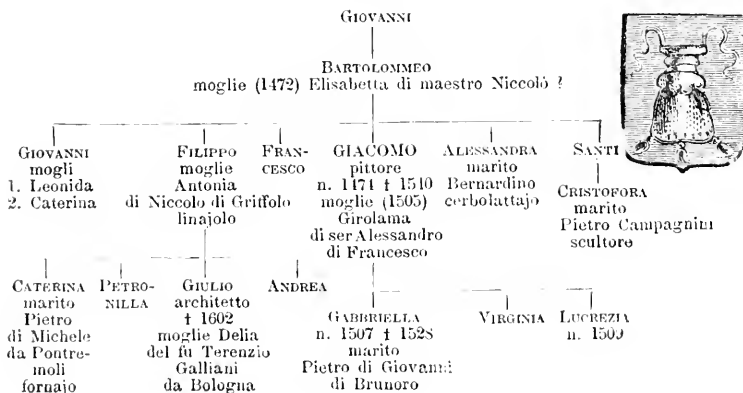 GIOVANNI
BARTOLOMMEO
moglie (1472) Elisabetta di maestro Niccolò ?
GIOVANNI
mogli
1. Leonida
2. Caterina
FILIPPO
moglie
Antonia
di Niccolo di Griffolo
linajolo
FRAN-
CESCO
GIACOMO
pittore
n. 1474 † 1540
moglie (1505)
Girolama
di ser Alessandro
di Francesco
ALESSANDRA
marito
Bernardino
cerbolattajo
SANTI
CRISTOFORA
marito
Pietro Campagnini
scultore
CATERINA
marito
Pietro
di Michele
da Pontre-
moli
fornajo
PETRO-
NILLA
GIULIO
architetto
† 1602
moglie Delia
del fu Terenzio
Galliani
da Bologna
ANDREA
GABBRIELLA
n. 1507 † 1528
marito
Pietro di Giovanni
di Brunoro
VIRGINIA
LUCREZIA
n. 1509